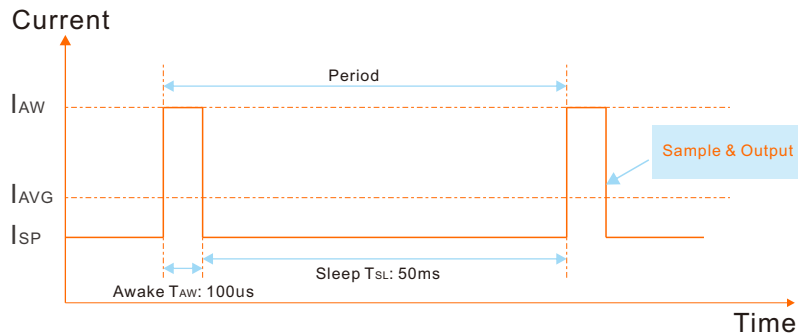 Current
Period
IAW
Sample & Output
IAVG
ISP
Sleep TSL: 50ms
Awake TAW: 100us
Time